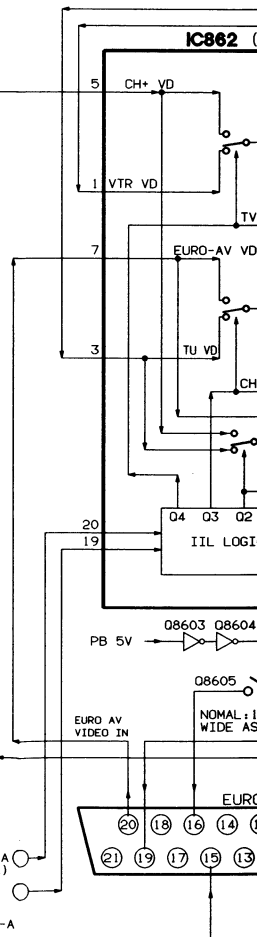 IC862 (
5 CH+ VD
1 VTR VD
TV
7 EURO-AV VD
3 TU VD
CH
Q4 Q3 Q2
20
19
IIL LOGI
PB 5V Q8603 Q8604
Q8605
NOMAL:1
WIDE AS
EURO AV
VIDEO IN
EURO
20 18 16 14
21 19 17 15 13
A
)
-A